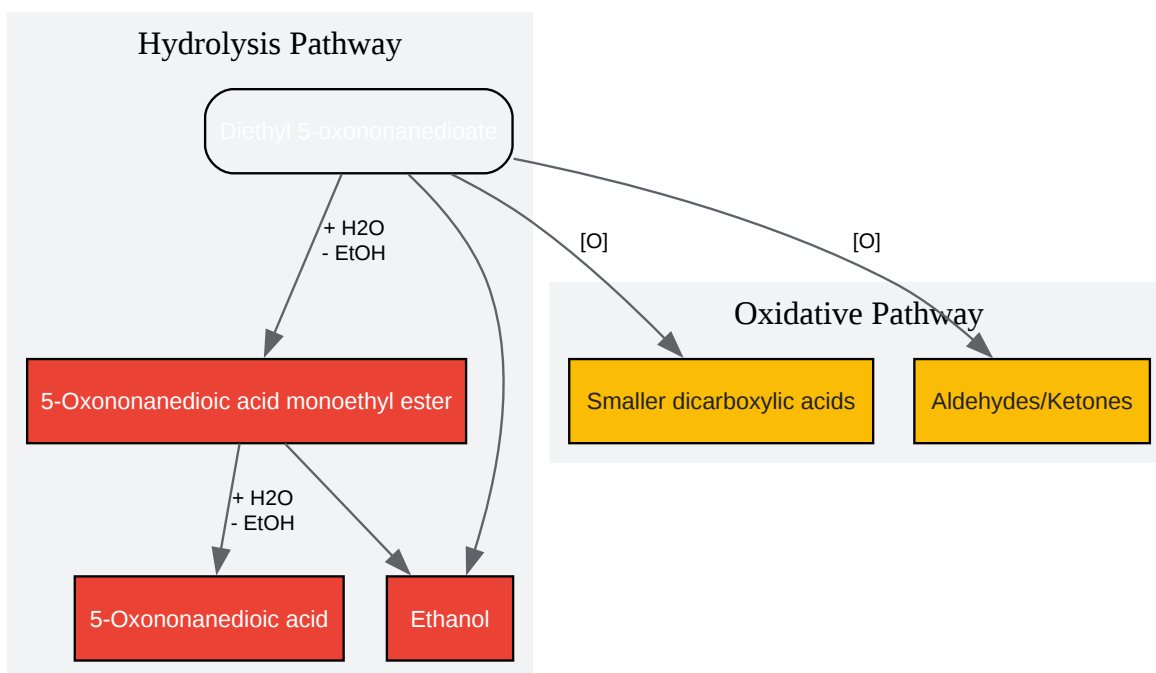 Hydrolysis Pathway
Diethyl 5-oxononanedioate
+ H2O
- EtOH
[O]
[O]
Oxidative Pathway
5-Oxononanedioic acid monoethyl ester
Smaller dicarboxylic acids
Aldehydes/Ketones
+ H2O
- EtOH
5-Oxononanedioic acid
Ethanol